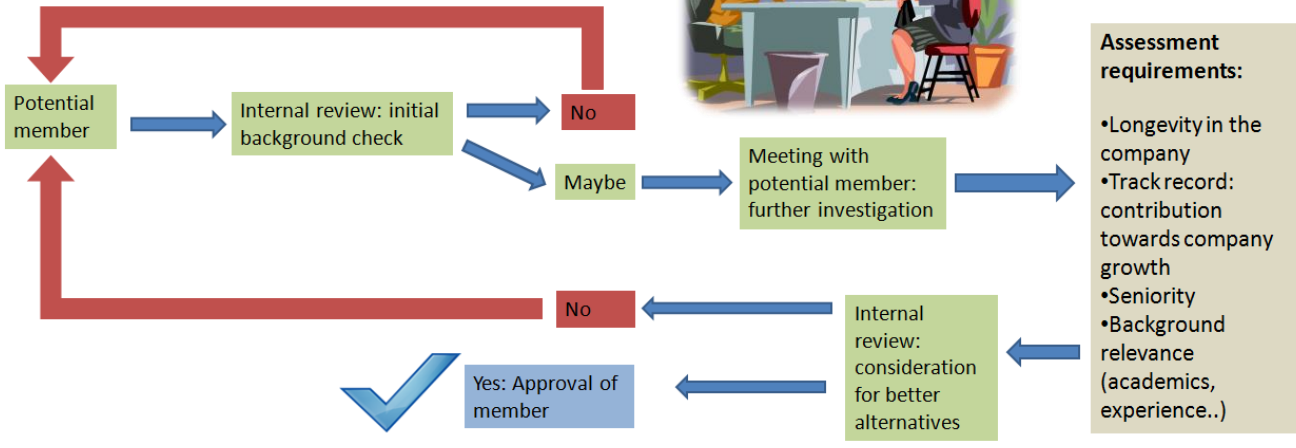 Potential
member
Internal review: initial
background check
No
Maybe
Meeting with
potential member:
further investigation
Assessment
requirements:
•Longevity in the
company
•Track record:
contribution
towards company
growth
•Seniority
•Background
relevance
(academics,
experience..)
Internal
review:
consideration
for better
alternatives
No
Yes: Approval of
member